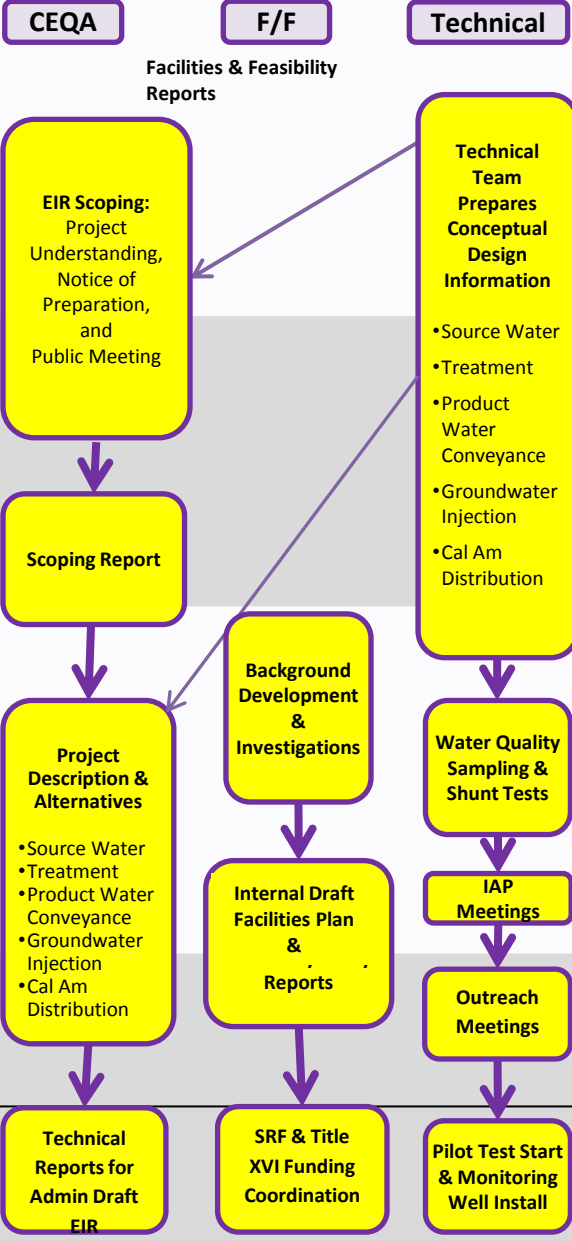 CEQA
F/F
Technical
Facilities & Feasibility
Reports
EIR Scoping:
Project
Understanding,
Notice of
Preparation,
and
Public Meeting
Scoping Report
Project
Description &
Alternatives
•Source Water
•Treatment
•Product Water
Conveyance
•Groundwater
Injection
•Cal Am
Distribution
Technical
Reports for
Admin Draft
EIR
Background
Development
&
Investigations
Internal Draft
Facilities Plan
&
Reports
SRF & Title
XVI Funding
Coordination
Technical
Team
Prepares
Conceptual
Design
Information
•Source Water
•Treatment
•Product
Water
Conveyance
•Groundwater
Injection
•Cal Am
Distribution
Water Quality
Sampling &
Shunt Tests
IAP
Meetings
Outreach
Meetings
Pilot Test Start
& Monitoring
Well Install